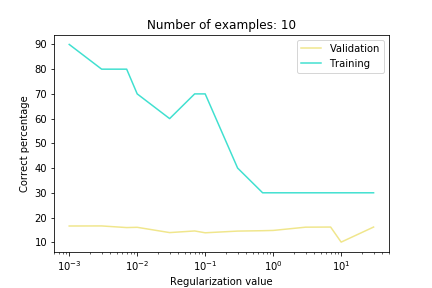 Number of examples: 10
Validation
Training
Correct percentage
90
80
70
60
50
40
30
20
10
10⁻³ 10⁻² 10⁻¹ 10⁰ 10¹
Regularization value